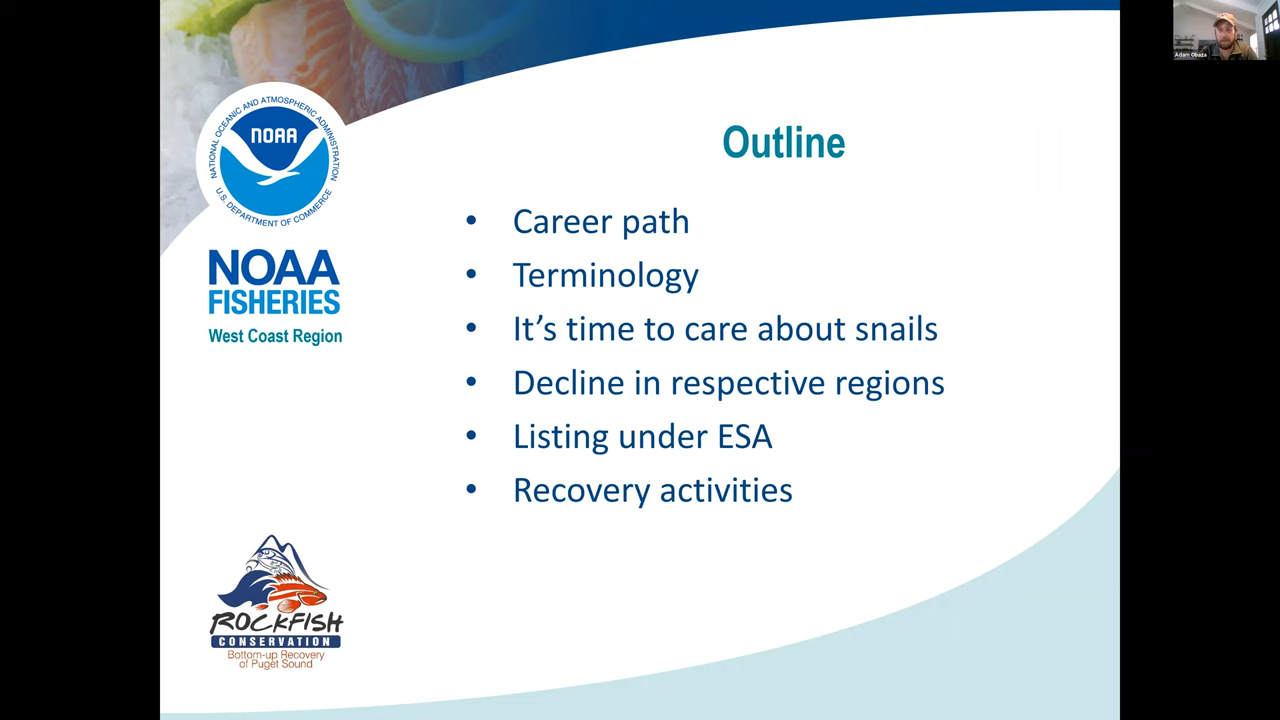 Adam Obaza
NATIONAL OCEANIC AND ATMOSPHERIC ADMINISTRATION
NOAA
U.S. DEPARTMENT OF COMMERCE
NOAA
FISHERIES
West Coast Region
Outline
• Career path
• Terminology
• It’s time to care about snails
• Decline in respective regions
• Listing under ESA
• Recovery activities
ROCKFISH
CONSERVATION
Bottom-up Recovery
of Puget Sound